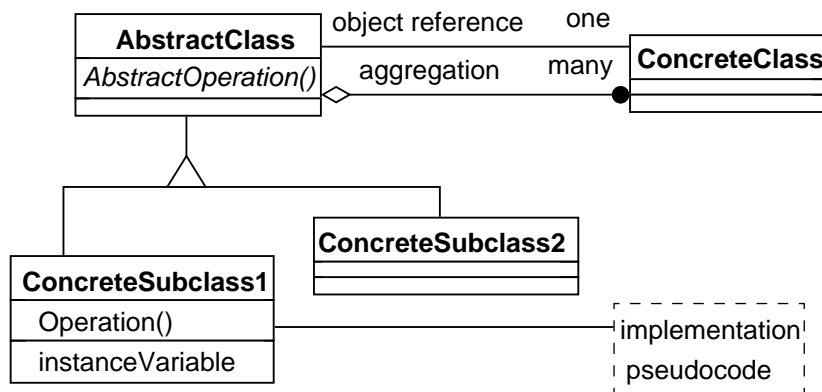 AbstractClass
AbstractOperation()
object reference one
aggregation many
ConcreteClass
ConcreteSubclass2
ConcreteSubclass1
Operation()
instanceVariable
implementation
pseudocode